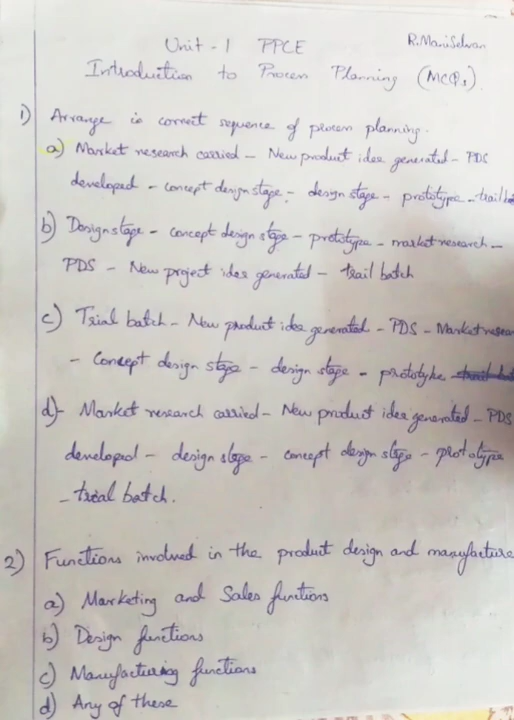 Unit - 1 PPCE R.ManiSelvan
Introduction to Process Planning (MCQs)
1) Arrange is correct sequence of process planning.
a) Market research carried - New product idea generated - PDS
developed - concept design stage - design stage - prototype - trail
b) Design stage - concept design stage - prototype - market research -
PDS - New project idea generated - trail batch
c) Trial batch - New product idea generated - PDS - Market resear
- Concept design stage - design stage - prototyke
d)- Market research carried - New product idea generated - PDS
developed - design stage - concept design stage - prototype
- treal batch.
2) Functions involved in the product design and manufacture
a) Marketing and Sales functions
b) Design functions
c) Manufacturing functions
d) Any of these